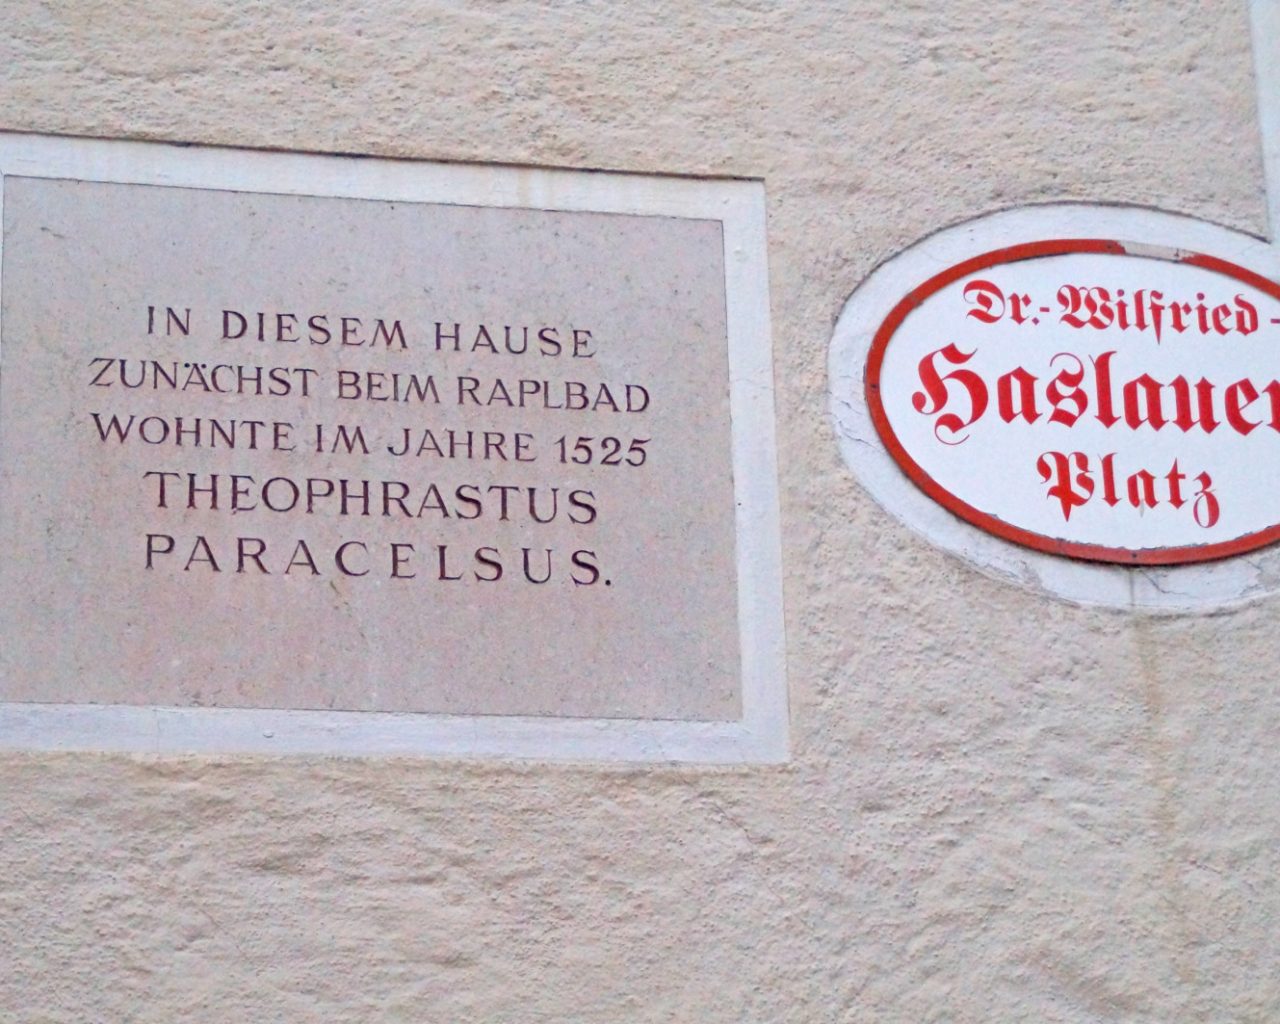 IN DIESEM HAUSE
ZUNÄCHST BEIM RAPLBAD
WOHNTE IM JAHRE 1525
THEOPHRASTUS
PARACELSUS.
Dr.-Wilfried-
Haslauer
Platz